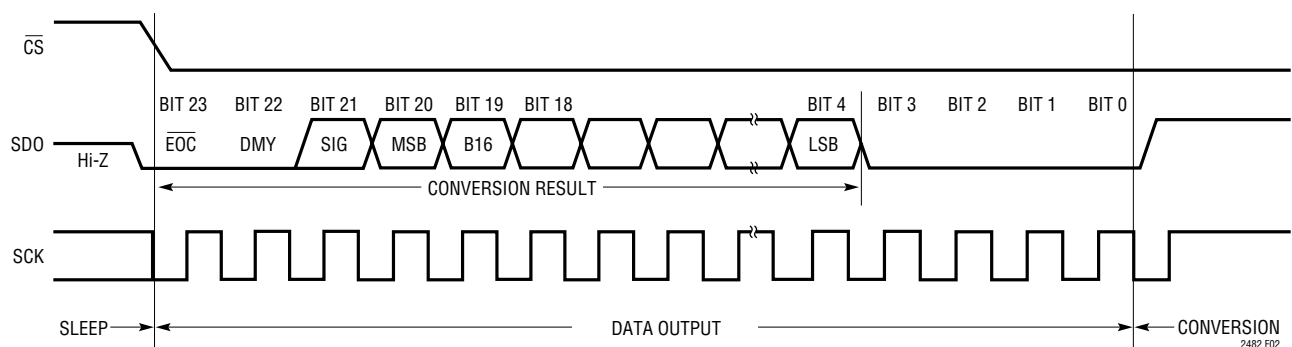 CS
BIT 23 BIT 22 BIT 21 BIT 20 BIT 19 BIT 18 BIT 4 BIT 3 BIT 2 BIT 1 BIT 0
SDO EOC DMY SIG MSB B16 LSB
Hi-Z
CONVERSION RESULT
SCK
SLEEP DATA OUTPUT CONVERSION
2482 F02